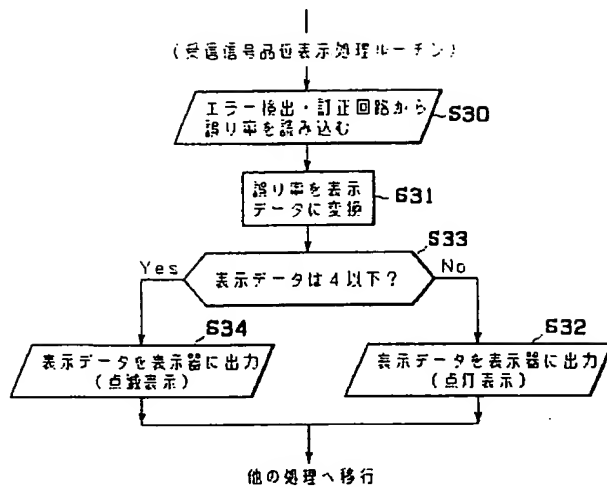 (受信信号品位表示処理ルーチン)
エラー検出・訂正回路から
誤り率を読み込む
S30
誤り率を表示
データに変換
S31
S33
Yes
表示データは4以下?
No
S34
S32
表示データを表示器に出力
(点滅表示)
表示データを表示器に出力
(点灯表示)
他の処理へ移行